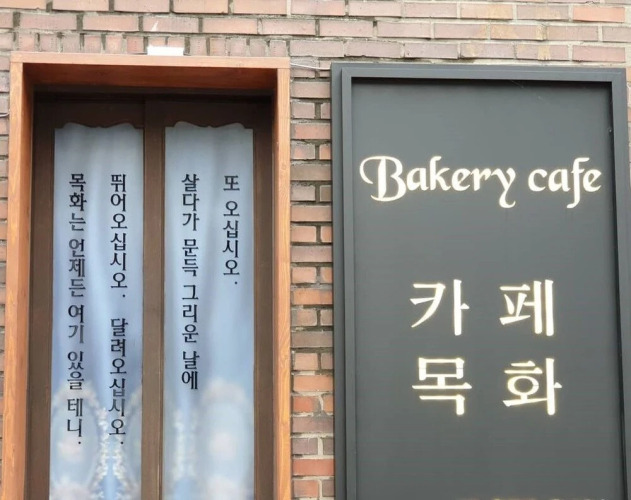 또 오십시오.
살다가 문득 그리운 날에
뛰어오십시오. 달려오십시오.
목화는 언제든 여기 있을 테니.
Bakery cafe
카페
목화